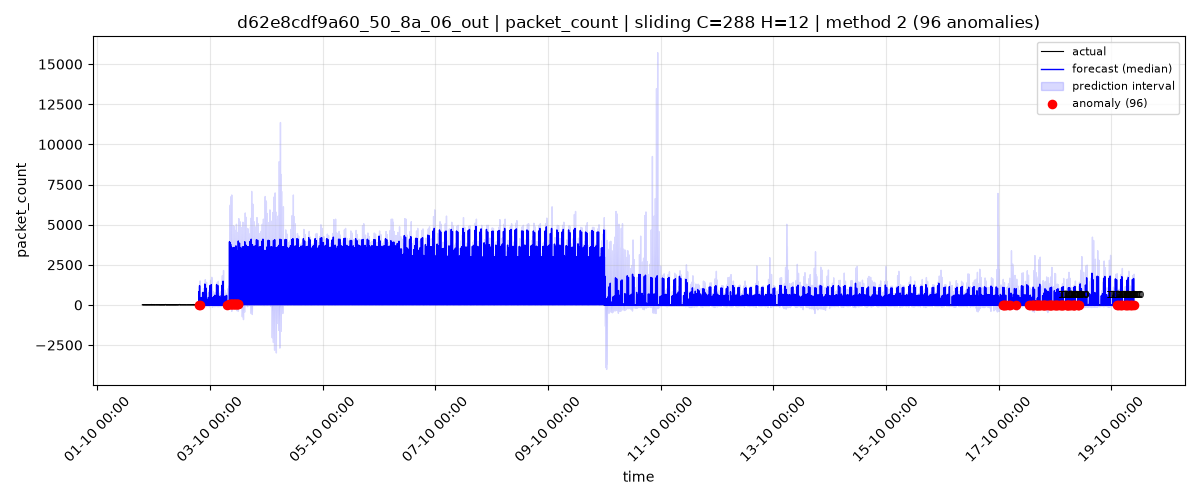 d62e8cdf9a60_50_8a_06_out | packet_count | sliding C=288 H=12 | method 2 (96 anomalies)
actual
forecast (median)
prediction interval
anomaly (96)
packet_count
15000
12500
10000
7500
5000
2500
0
−2500
01-10 00:00
03-10 00:00
05-10 00:00
07-10 00:00
09-10 00:00
11-10 00:00
13-10 00:00
15-10 00:00
17-10 00:00
19-10 00:00
time